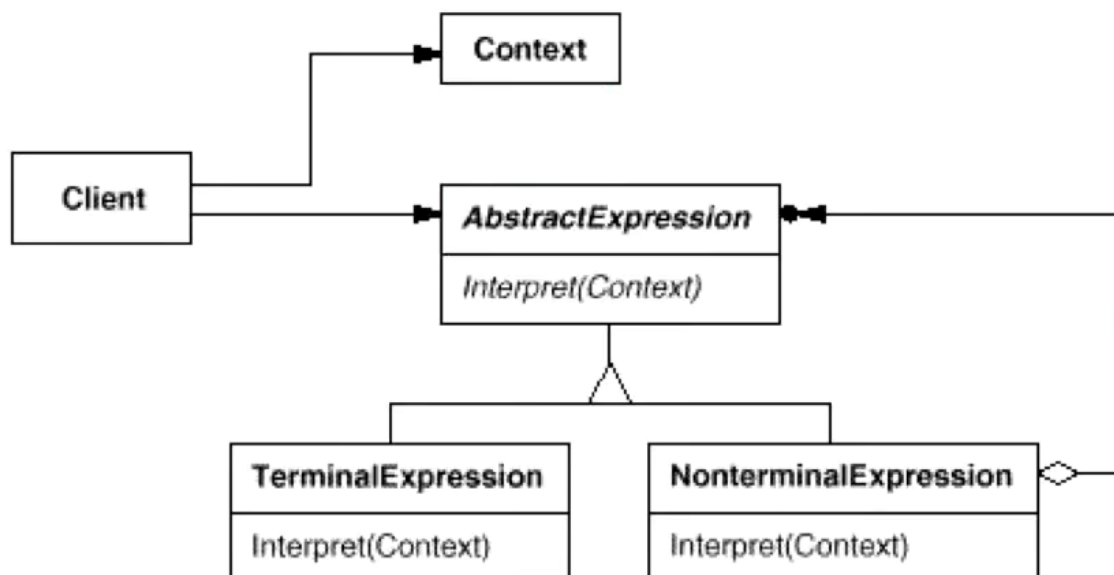 Context
Client
AbstractExpression
Interpret(Context)
TerminalExpression
NonterminalExpression
Interpret(Context)
Interpret(Context)